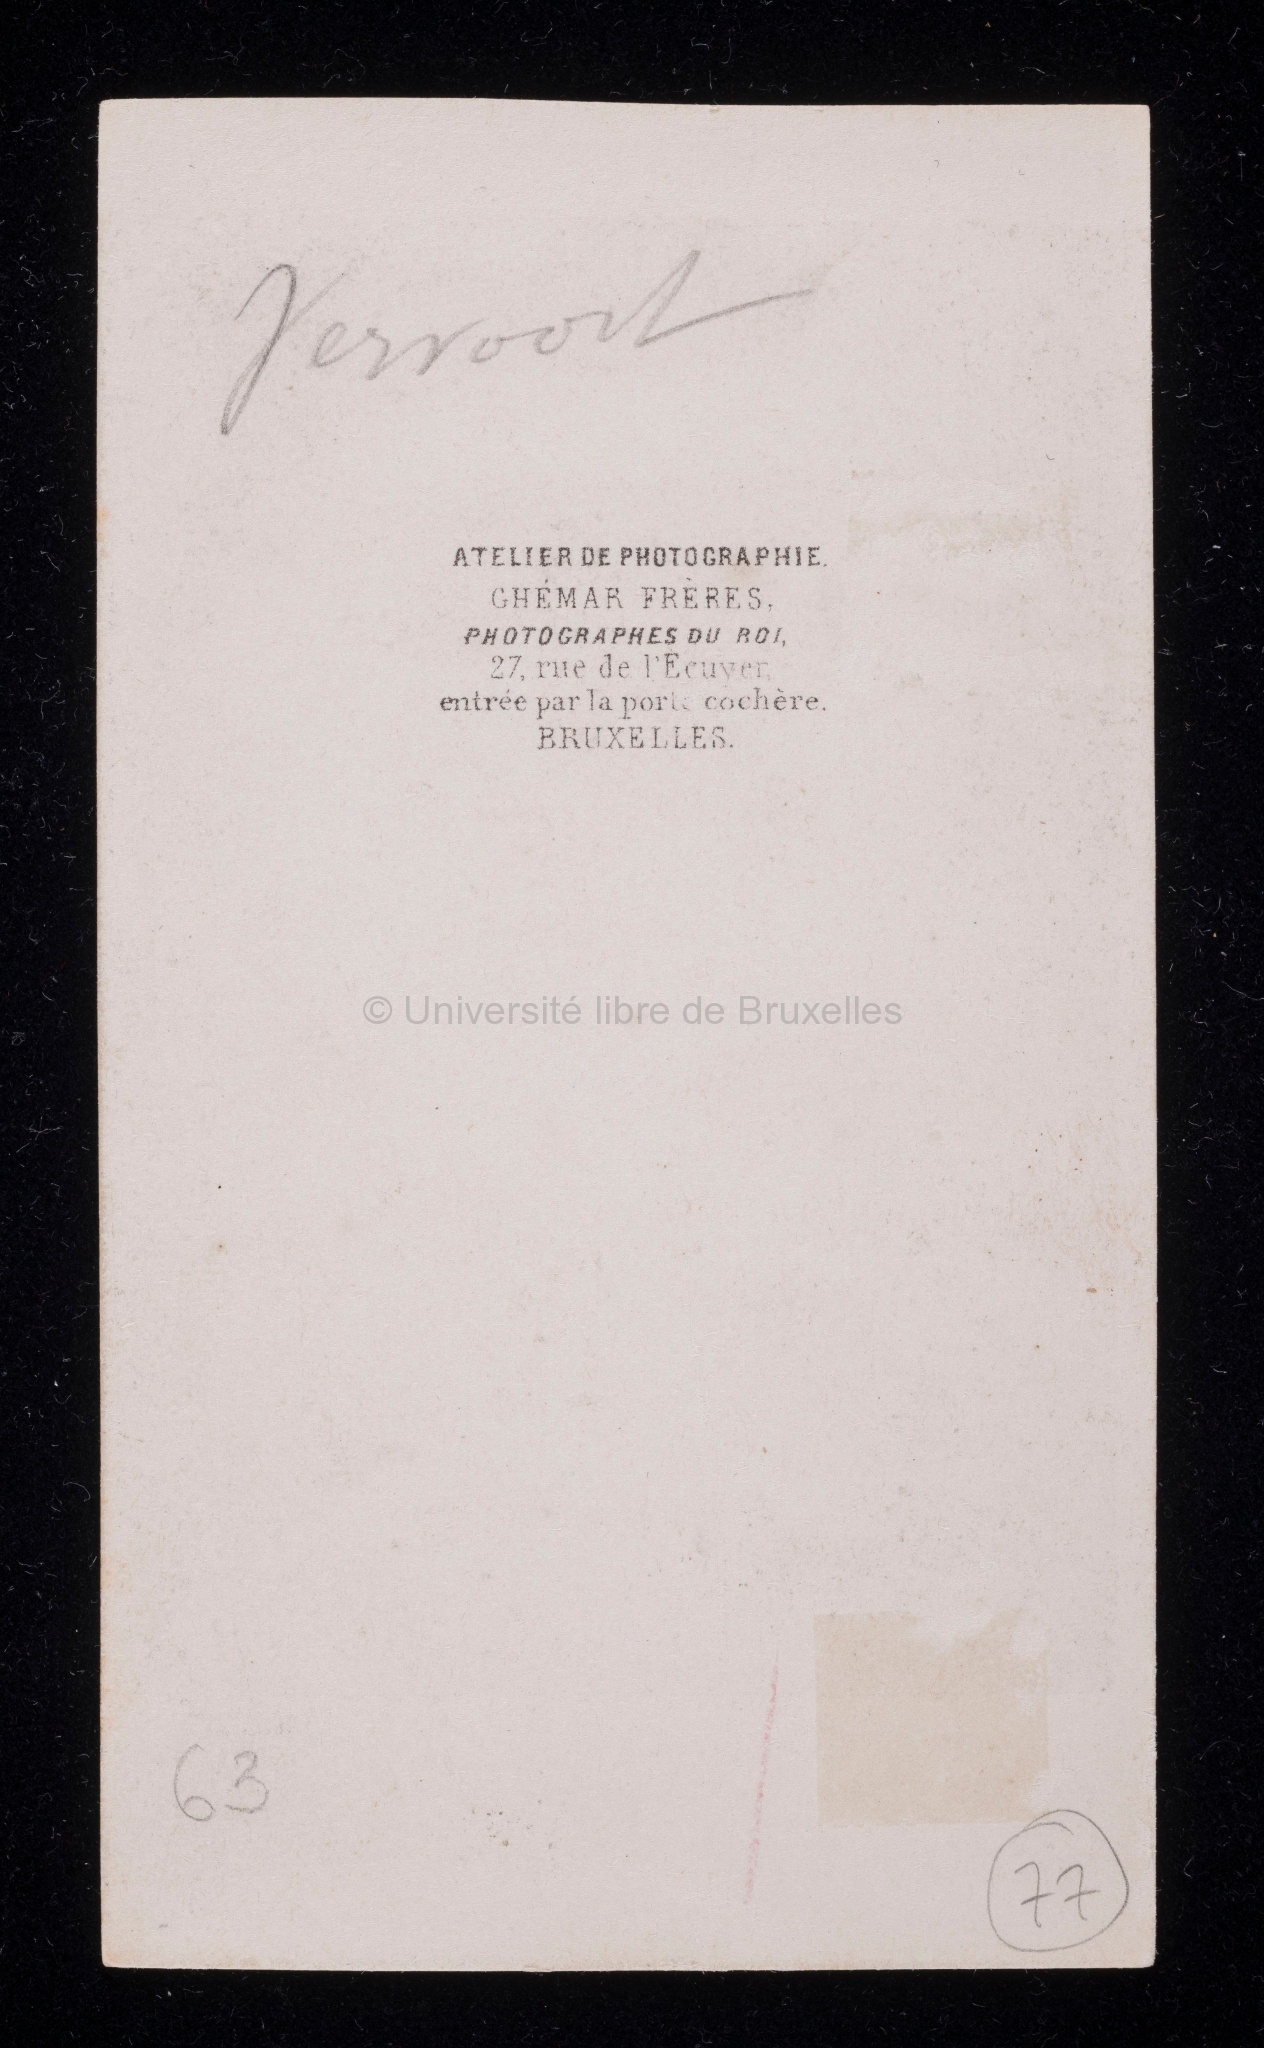 Vervoort
ATELIER DE PHOTOGRAPHIE.
GHÉMAR FRÈRES,
PHOTOGRAPHES DU ROI,
27, rue de l'Écuyer,
entrée par la porte cochère.
BRUXELLES.
© Université libre de Bruxelles
63
77